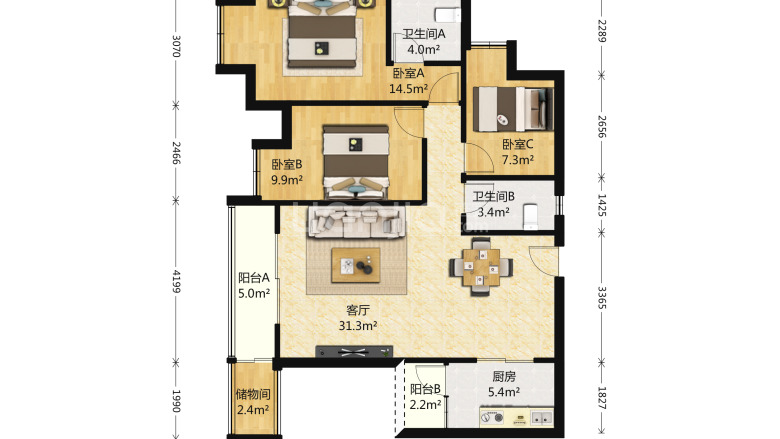 卫生间A
4.0m²
卧室A
14.5m²
卧室C
7.3m²
卧室B
9.9m²
卫生间B
3.4m²
阳台A
5.0m²
客厅
31.3m²
厨房
5.4m²
阳台B
2.2m²
储物间
2.4m²
3070
2466
4199
1990
2289
2656
1425
3365
1827